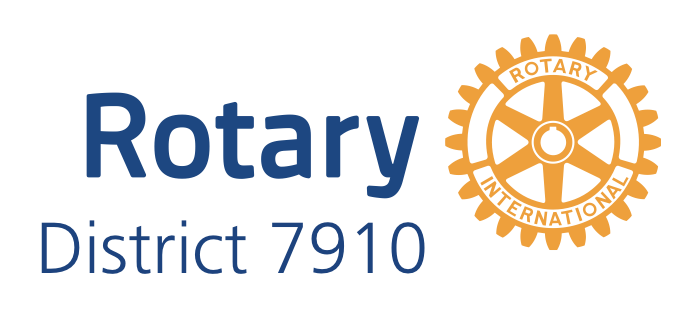 Rotary
District 7910
ROTARY
INTERNATIONAL